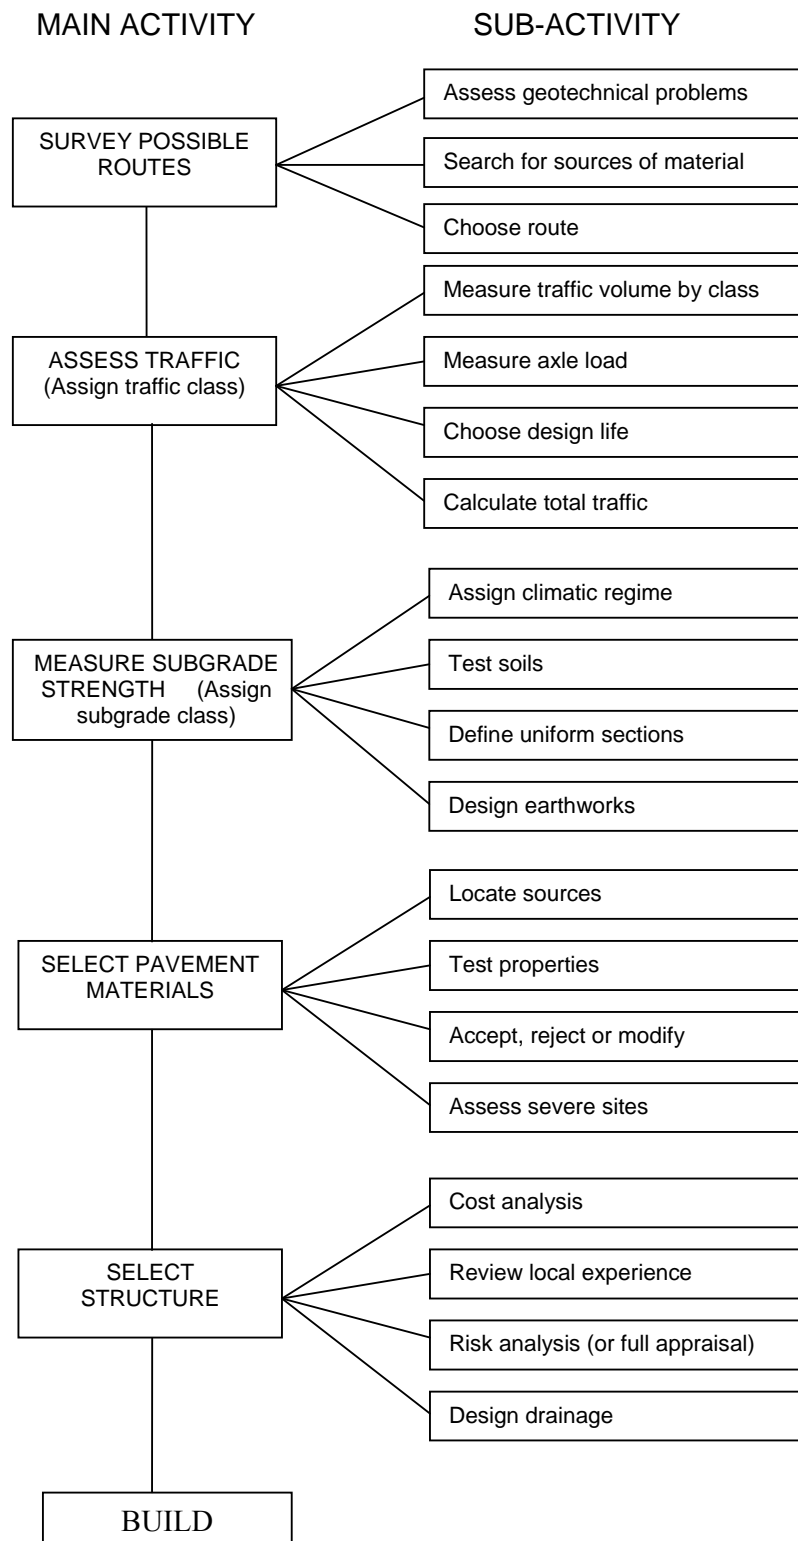 MAIN ACTIVITY
SUB-ACTIVITY
SURVEY POSSIBLE
ROUTES
Assess geotechnical problems
Search for sources of material
Choose route
ASSESS TRAFFIC
(Assign traffic class)
Measure traffic volume by class
Measure axle load
Choose design life
Calculate total traffic
MEASURE SUBGRADE
STRENGTH (Assign
subgrade class)
Assign climatic regime
Test soils
Define uniform sections
Design earthworks
SELECT PAVEMENT
MATERIALS
Locate sources
Test properties
Accept, reject or modify
Assess severe sites
SELECT
STRUCTURE
Cost analysis
Review local experience
Risk analysis (or full appraisal)
Design drainage
BUILD